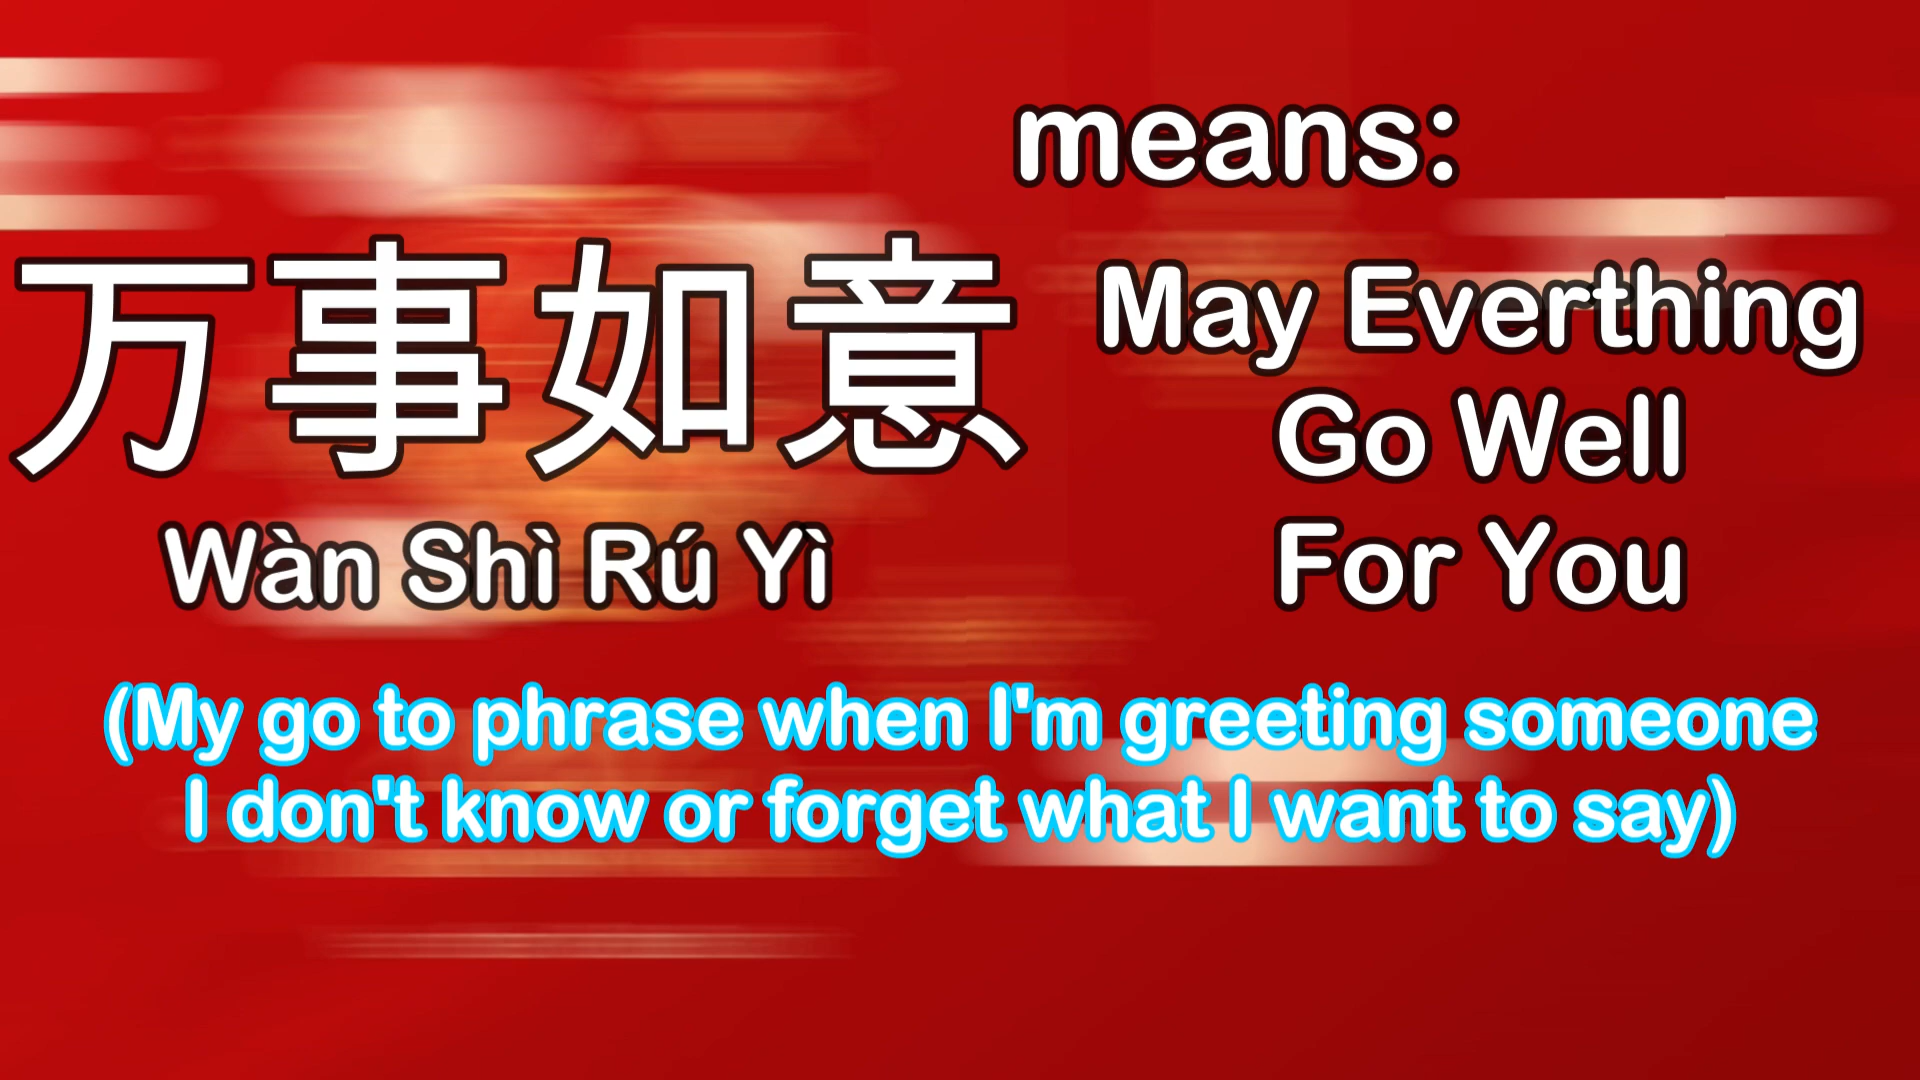 万事如意
Wàn Shì Rú Yì
means:
May Everthing
Go Well
For You
(My go to phrase when I'm greeting someone
I don't know or forget what I want to say)